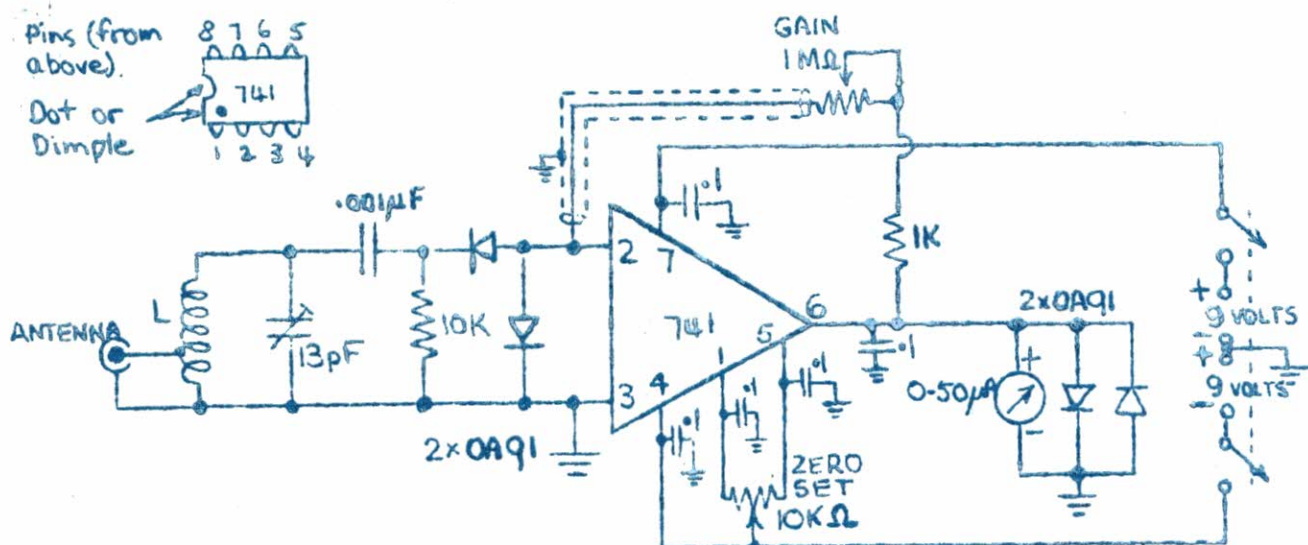 Pins (from
above).
8 7 6 5
741
Dot or
Dimple
1 2 3 4
GAIN
1MΩ
.001µF
.1
2
7
1K
L
ANTENNA
13pF
10K
741
6
5
2×OA91
+
9 VOLTS
-
+
9 VOLTS
-
.1
0-50µA
+
-
3
4
1
.1
.1
.1
2×OA91
ZERO
SET
10KΩ